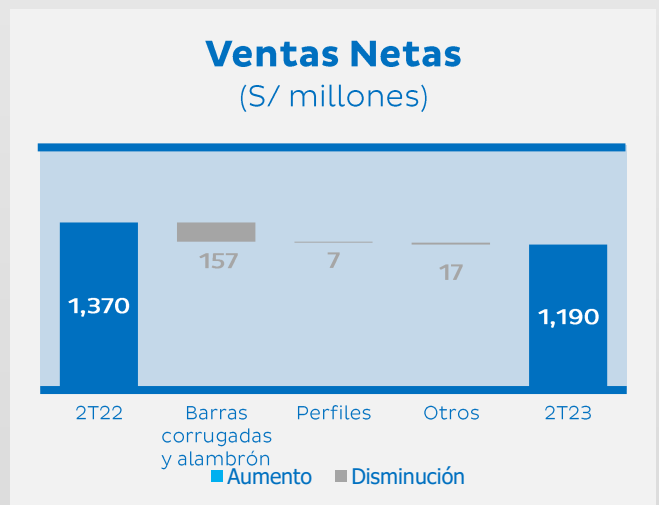 Ventas Netas
(S/ millones)
1,370
157
7
17
1,190
2T22
Barras
corrugadas
y alambrón
Perfiles
Otros
2T23
Aumento
Disminución